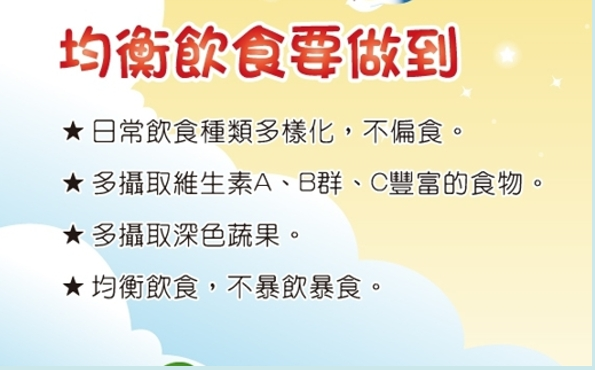 均衡飲食要做到
★日常飲食種類多樣化，不偏食。
★多攝取維生素A、B群、C豐富的食物。
★多攝取深色蔬果。
★均衡飲食，不暴飲暴食。